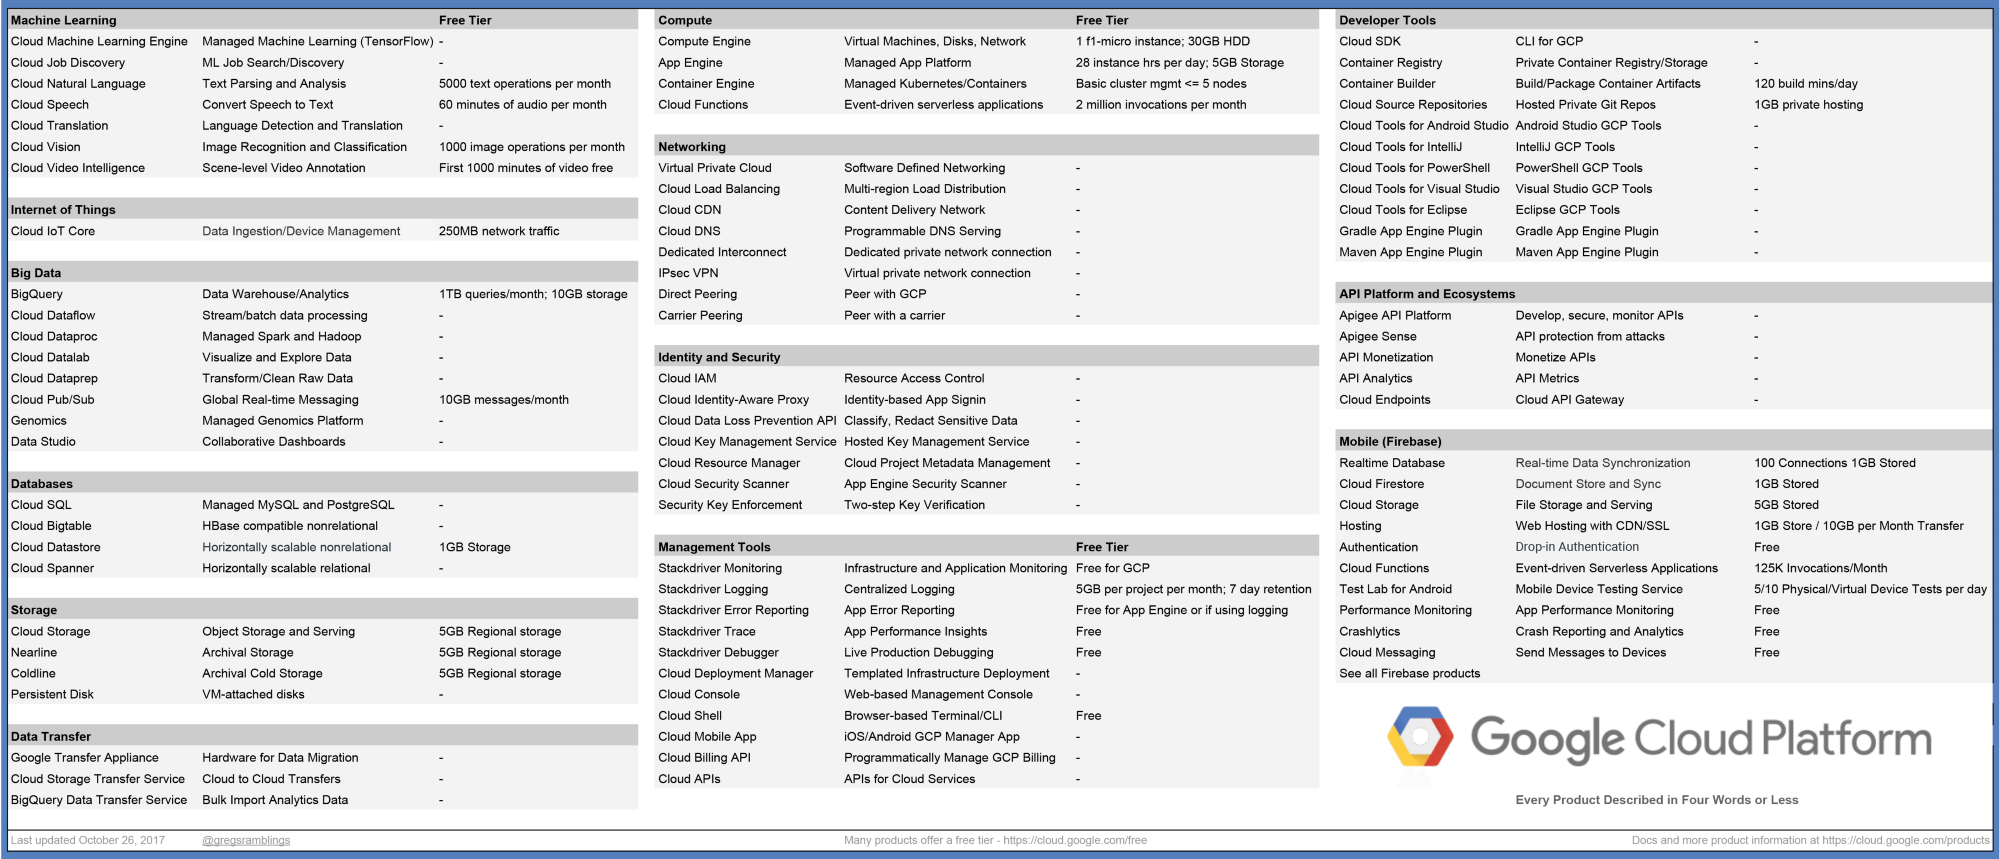 Machine Learning Free Tier
Cloud Machine Learning Engine Managed Machine Learning (TensorFlow) -
Cloud Job Discovery ML Job Search/Discovery -
Cloud Natural Language Text Parsing and Analysis 5000 text operations per month
Cloud Speech Convert Speech to Text 60 minutes of audio per month
Cloud Translation Language Detection and Translation -
Cloud Vision Image Recognition and Classification 1000 image operations per month
Cloud Video Intelligence Scene-level Video Annotation First 1000 minutes of video free
Internet of Things
Cloud IoT Core Data Ingestion/Device Management 250MB network traffic
Big Data
BigQuery Data Warehouse/Analytics 1TB queries/month; 10GB storage
Cloud Dataflow Stream/batch data processing -
Cloud Dataproc Managed Spark and Hadoop -
Cloud Datalab Visualize and Explore Data -
Cloud Dataprep Transform/Clean Raw Data -
Cloud Pub/Sub Global Real-time Messaging 10GB messages/month
Genomics Managed Genomics Platform -
Data Studio Collaborative Dashboards -
Databases
Cloud SQL Managed MySQL and PostgreSQL -
Cloud Bigtable HBase compatible nonrelational -
Cloud Datastore Horizontally scalable nonrelational 1GB Storage
Cloud Spanner Horizontally scalable relational -
Storage
Cloud Storage Object Storage and Serving 5GB Regional storage
Nearline Archival Storage 5GB Regional storage
Coldline Archival Cold Storage 5GB Regional storage
Persistent Disk VM-attached disks -
Data Transfer
Google Transfer Appliance Hardware for Data Migration -
Cloud Storage Transfer Service Cloud to Cloud Transfers -
BigQuery Data Transfer Service Bulk Import Analytics Data -
Compute Free Tier
Compute Engine Virtual Machines, Disks, Network 1 f1-micro instance; 30GB HDD
App Engine Managed App Platform 28 instance hrs per day; 5GB Storage
Container Engine Managed Kubernetes/Containers Basic cluster mgmt <= 5 nodes
Cloud Functions Event-driven serverless applications 2 million invocations per month
Networking
Virtual Private Cloud Software Defined Networking -
Cloud Load Balancing Multi-region Load Distribution -
Cloud CDN Content Delivery Network -
Cloud DNS Programmable DNS Serving -
Dedicated Interconnect Dedicated private network connection -
IPsec VPN Virtual private network connection -
Direct Peering Peer with GCP -
Carrier Peering Peer with a carrier -
Identity and Security
Cloud IAM Resource Access Control -
Cloud Identity-Aware Proxy Identity-based App Signin -
Cloud Data Loss Prevention API Classify, Redact Sensitive Data -
Cloud Key Management Service Hosted Key Management Service -
Cloud Resource Manager Cloud Project Metadata Management -
Cloud Security Scanner App Engine Security Scanner -
Security Key Enforcement Two-step Key Verification -
Management Tools Free Tier
Stackdriver Monitoring Infrastructure and Application Monitoring Free for GCP
Stackdriver Logging Centralized Logging 5GB per project per month; 7 day retention
Stackdriver Error Reporting App Error Reporting Free for App Engine or if using logging
Stackdriver Trace App Performance Insights Free
Stackdriver Debugger Live Production Debugging Free
Cloud Deployment Manager Templated Infrastructure Deployment -
Cloud Console Web-based Management Console -
Cloud Shell Browser-based Terminal/CLI Free
Cloud Mobile App iOS/Android GCP Manager App -
Cloud Billing API Programmatically Manage GCP Billing -
Cloud APIs APIs for Cloud Services -
Developer Tools
Cloud SDK CLI for GCP -
Container Registry Private Container Registry/Storage -
Container Builder Build/Package Container Artifacts 120 build mins/day
Cloud Source Repositories Hosted Private Git Repos 1GB private hosting
Cloud Tools for Android Studio Android Studio GCP Tools -
Cloud Tools for IntelliJ IntelliJ GCP Tools -
Cloud Tools for PowerShell PowerShell GCP Tools -
Cloud Tools for Visual Studio Visual Studio GCP Tools -
Cloud Tools for Eclipse Eclipse GCP Tools -
Gradle App Engine Plugin Gradle App Engine Plugin -
Maven App Engine Plugin Maven App Engine Plugin -
API Platform and Ecosystems
Apigee API Platform Develop, secure, monitor APIs -
Apigee Sense API protection from attacks -
API Monetization Monetize APIs -
API Analytics API Metrics -
Cloud Endpoints Cloud API Gateway -
Mobile (Firebase)
Realtime Database Real-time Data Synchronization 100 Connections 1GB Stored
Cloud Firestore Document Store and Sync 1GB Stored
Cloud Storage File Storage and Serving 5GB Stored
Hosting Web Hosting with CDN/SSL 1GB Store / 10GB per Month Transfer
Authentication Drop-in Authentication Free
Cloud Functions Event-driven Serverless Applications 125K Invocations/Month
Test Lab for Android Mobile Device Testing Service 5/10 Physical/Virtual Device Tests per day
Performance Monitoring App Performance Monitoring Free
Crashlytics Crash Reporting and Analytics Free
Cloud Messaging Send Messages to Devices Free
See all Firebase products
Google Cloud Platform
Every Product Described in Four Words or Less
Last updated October 26, 2017 @gregsramblings Many products offer a free tier - https://cloud.google.com/free Docs and more product information at https://cloud.google.com/products